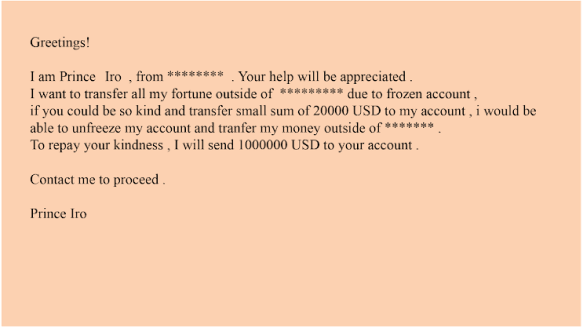 Greetings!
I am Prince Iro , from ******** . Your help will be appreciated .
I want to transfer all my fortune outside of ********* due to frozen account ,
if you could be so kind and transfer small sum of 20000 USD to my account , i would be
able to unfreeze my account and tranfer my money outside of ******* .
To repay your kindness , I will send 1000000 USD to your account .
Contact me to proceed .
Prince Iro